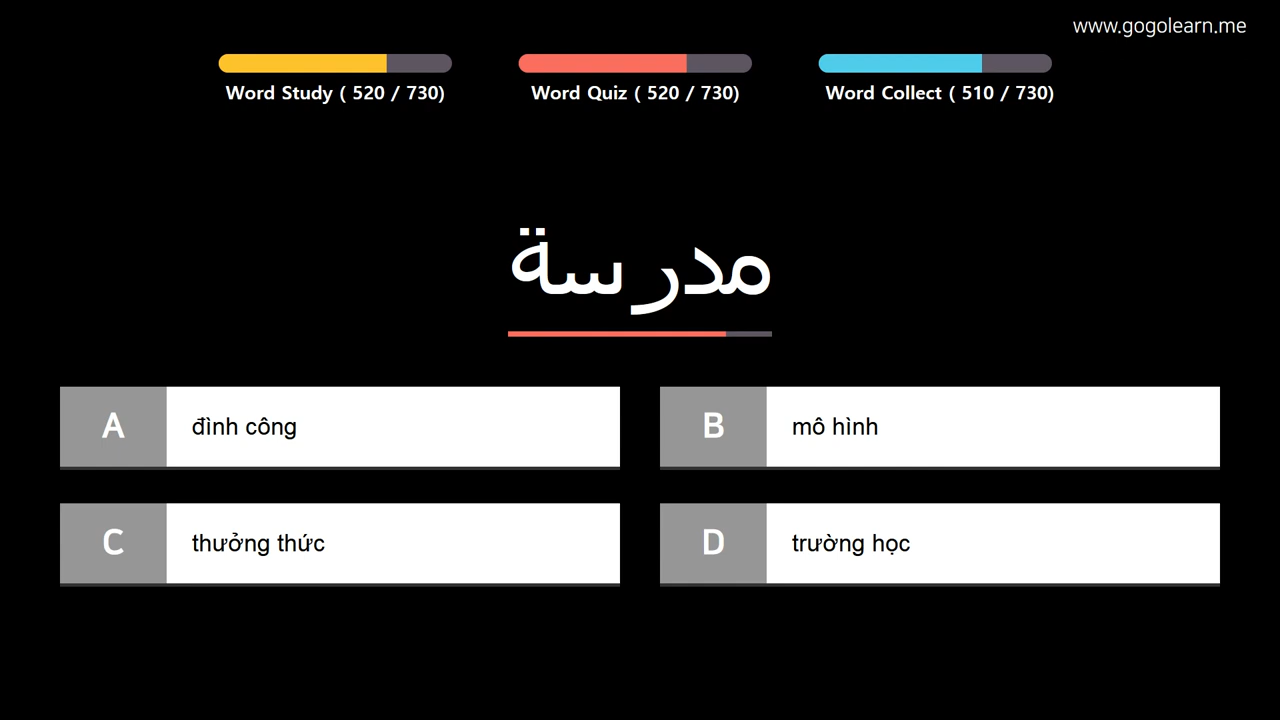 www.gogolearn.me
Word Study ( 520 / 730)
Word Quiz ( 520 / 730)
Word Collect ( 510 / 730)
مدرسة
A
đình công
B
mô hình
C
thưởng thức
D
trường học